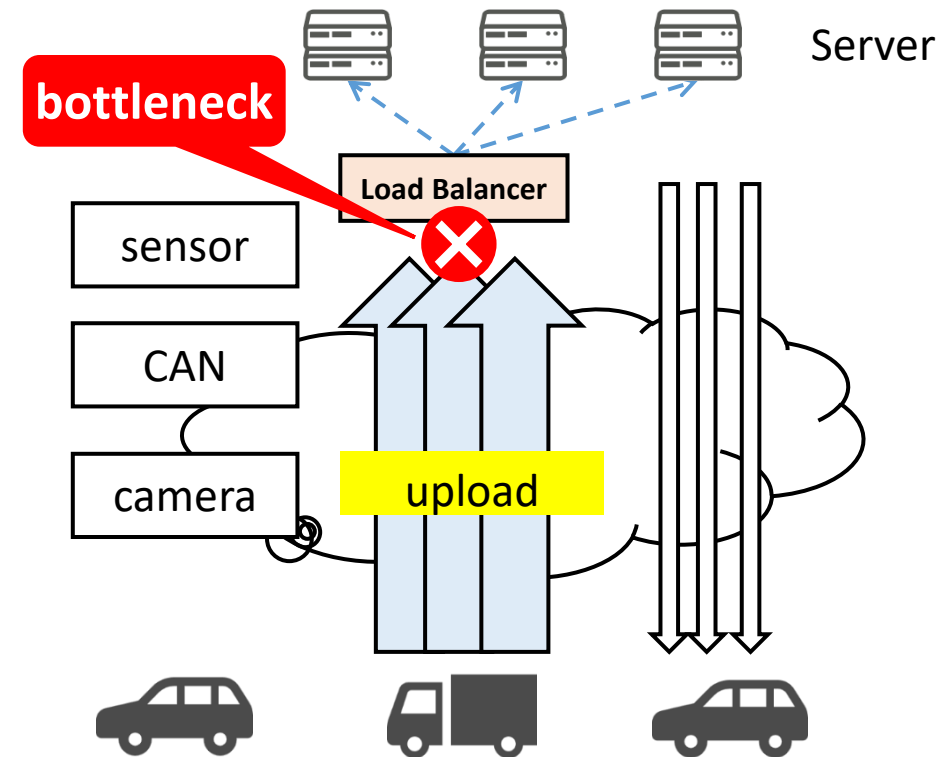 Server
bottleneck
Load Balancer
sensor
CAN
camera
upload